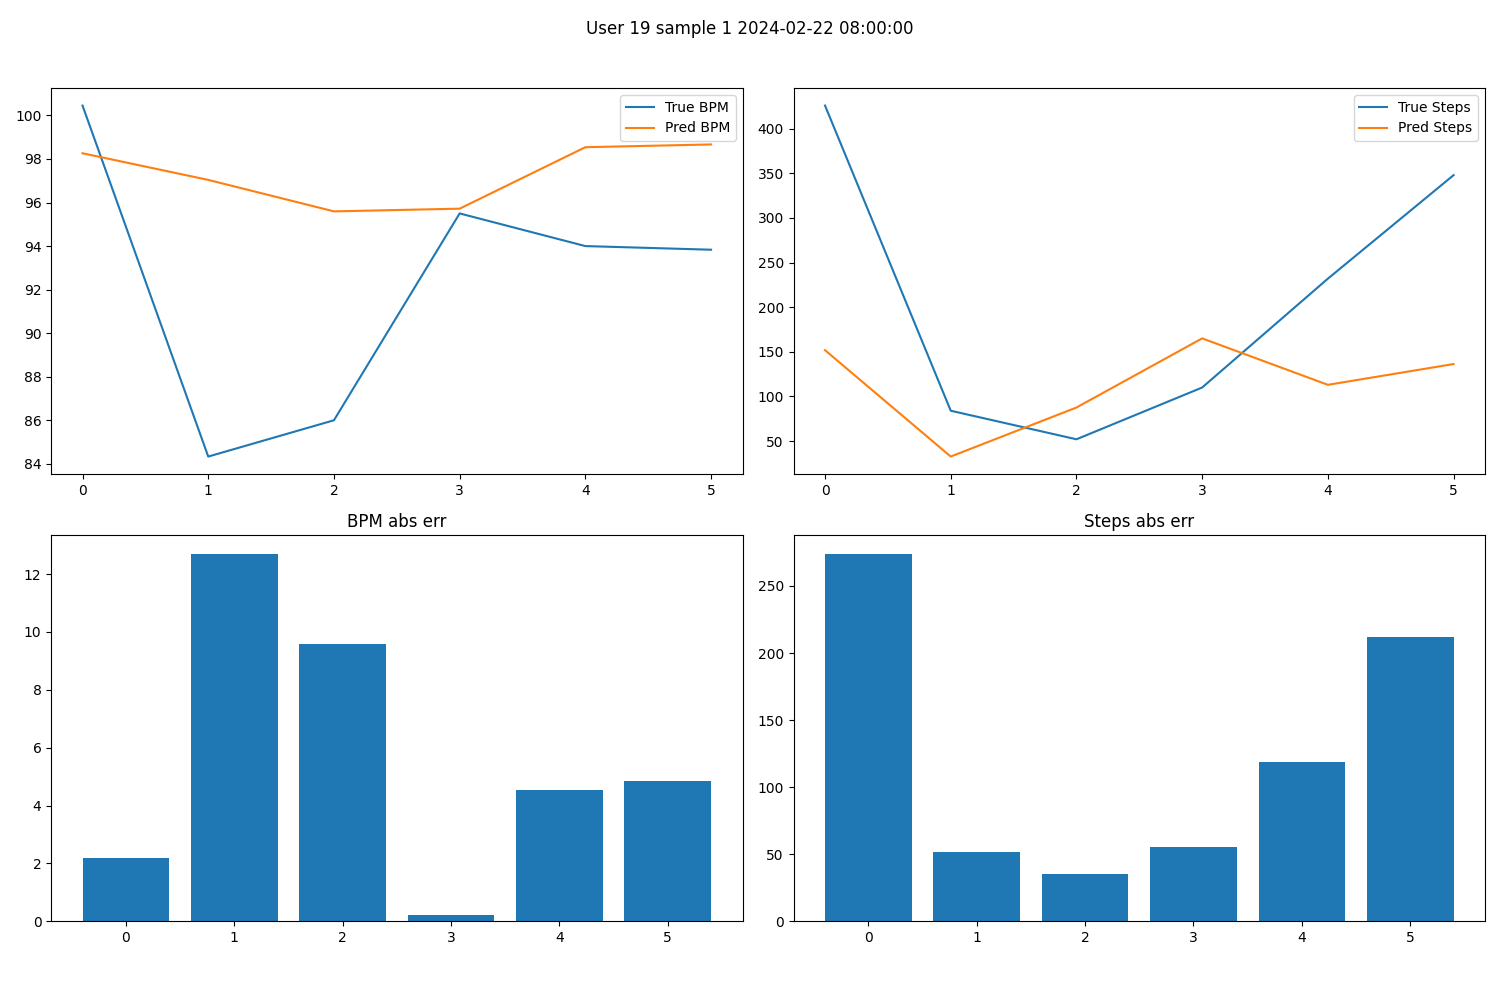 User 19 sample 1 2024-02-22 08:00:00
100
98
96
94
92
90
88
86
84
0 1 2 3 4 5
True BPM
Pred BPM
400
350
300
250
200
150
100
50
0 1 2 3 4 5
True Steps
Pred Steps
BPM abs err
12
10
8
6
4
2
0
0 1 2 3 4 5
Steps abs err
250
200
150
100
50
0
0 1 2 3 4 5